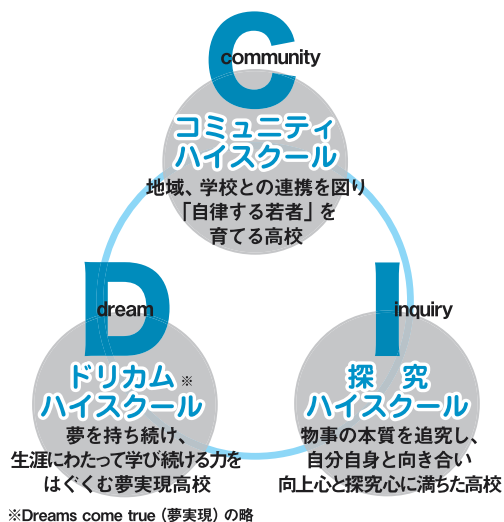 C
community
コミュニティ
ハイスクール
地域、学校との連携を図り
「自律する若者」を
育てる高校
D
dream
ドリカム※
ハイスクール
夢を持ち続け、
生涯にわたって学び続ける力を
はぐくむ夢実現高校
I
inquiry
探 究
ハイスクール
物事の本質を追究し、
自分自身と向き合い
向上心と探究心に満ちた高校
※Dreams come true（夢実現）の略